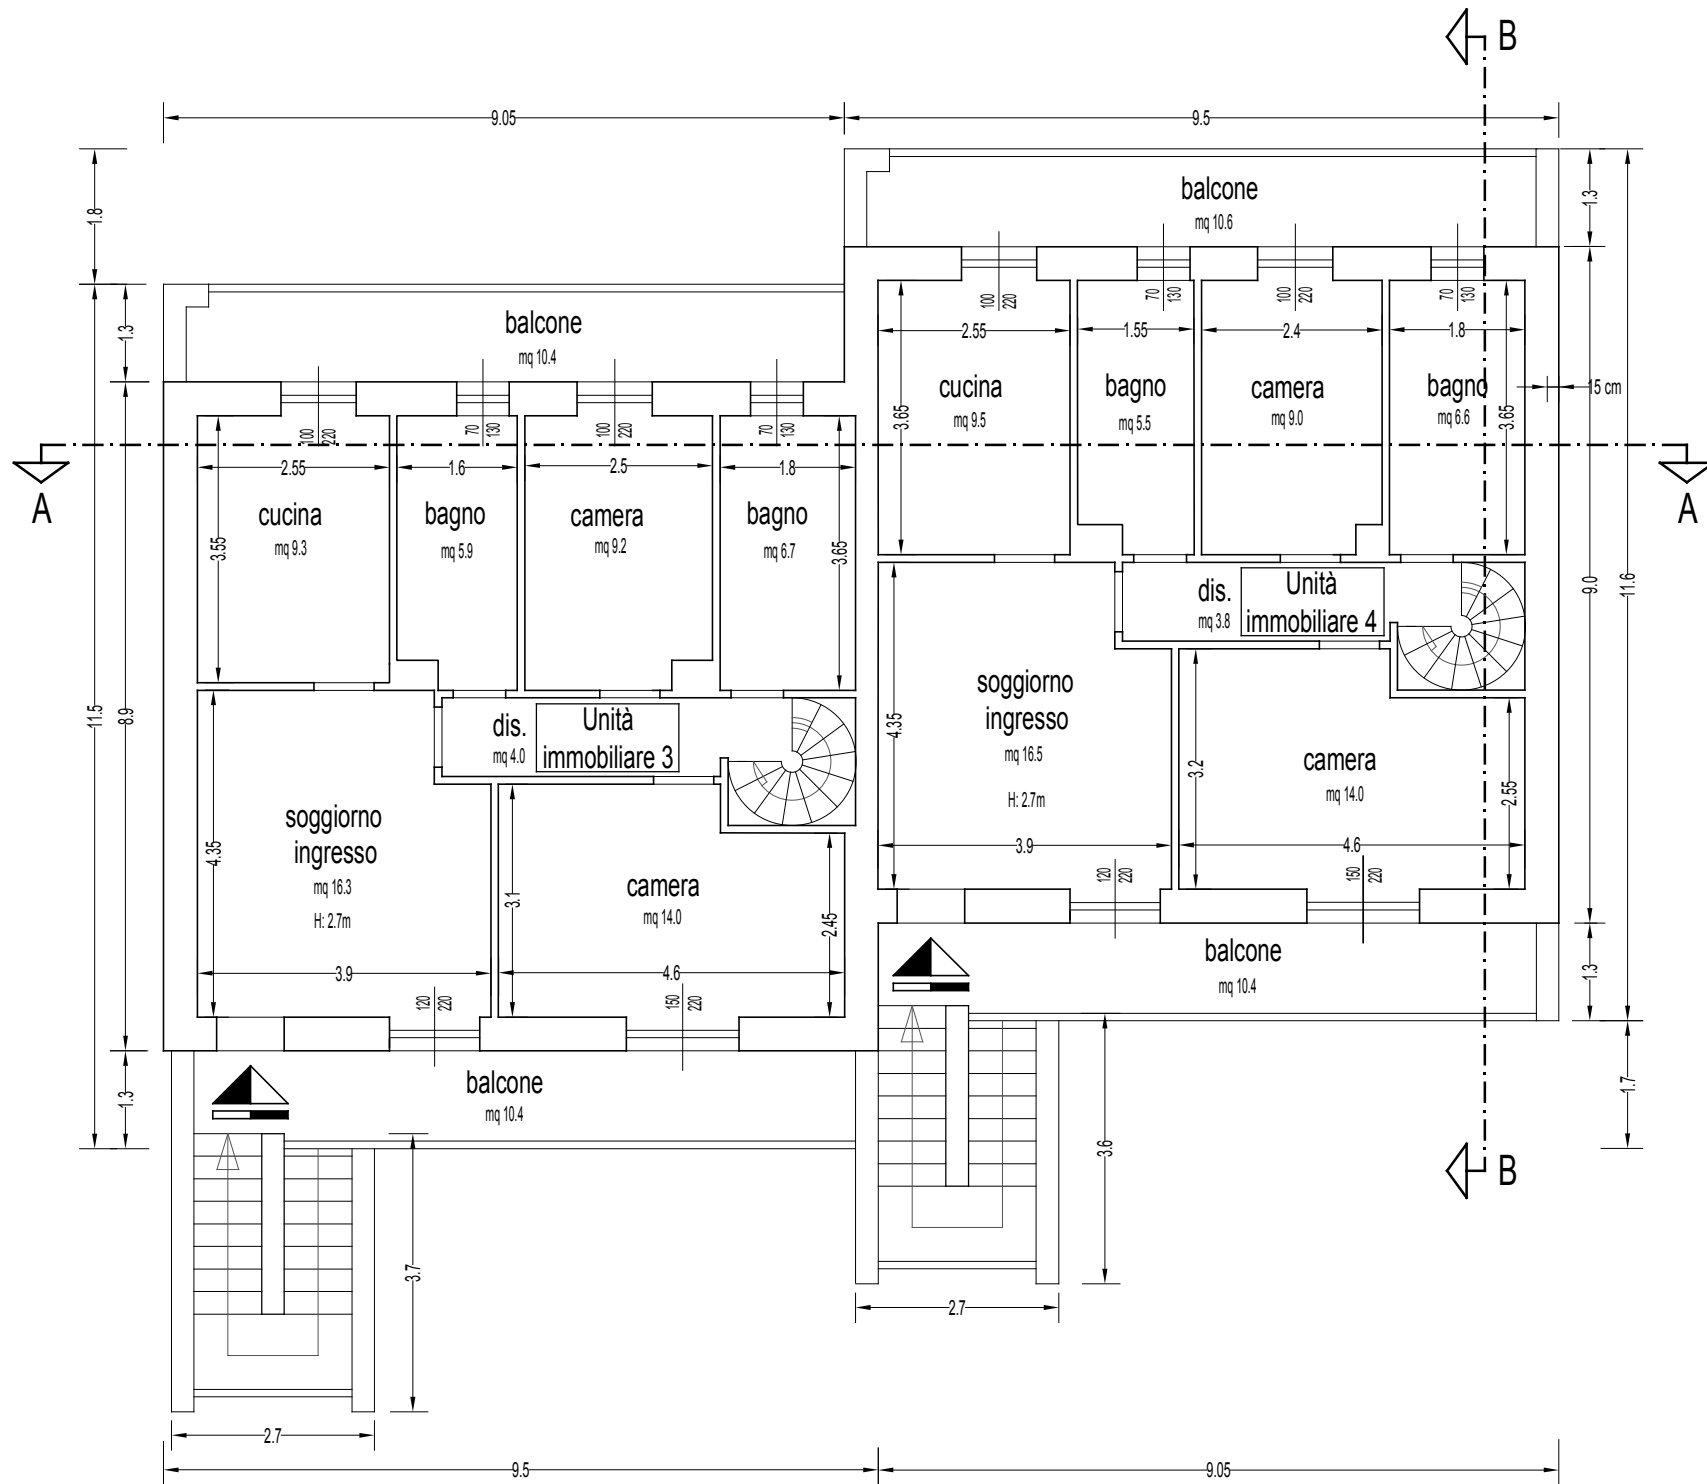 B
9.05
9.5
1.8
1.3
balcone
mq 10.6
1.3
11.6
balcone
mq 10.4
100
220
70
130
100
220
70
130
2.55
1.55
2.4
1.8
3.65
cucina
mq 9.5
bagno
mq 5.5
camera
mq 9.0
bagno
mq 6.6
3.65
15 cm
100
220
70
130
100
220
70
130
A
A
2.55
1.6
2.5
1.8
3.55
cucina
mq 9.3
bagno
mq 5.9
camera
mq 9.2
bagno
mq 6.7
3.65
9.0
dis.
mq 3.8
Unità
immobiliare 4
11.5
8.9
dis.
mq 4.0
Unità
immobiliare 3
4.35
soggiorno
ingresso
mq 16.5
H: 2.7m
3.2
camera
mq 14.0
2.55
3.9
4.6
120
220
150
220
4.35
soggiorno
ingresso
mq 16.3
H: 2.7m
3.1
camera
mq 14.0
2.45
3.9
4.6
120
220
150
220
balcone
mq 10.4
1.3
1.3
balcone
mq 10.4
1.7
3.6
B
3.7
2.7
2.7
9.5
9.05